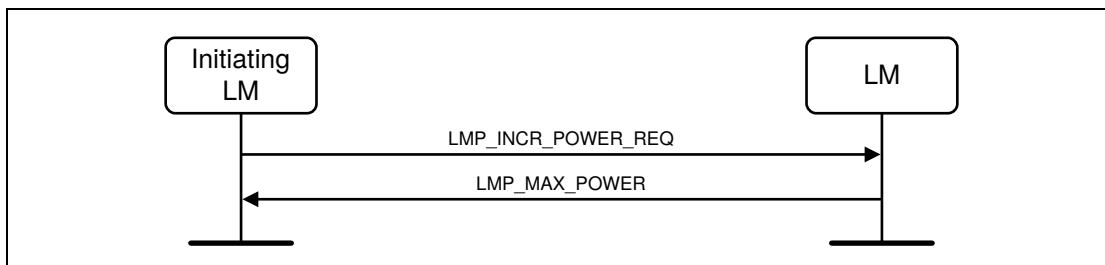 Initiating
LM
LM
LMP_INCR_POWER_REQ
LMP_MAX_POWER